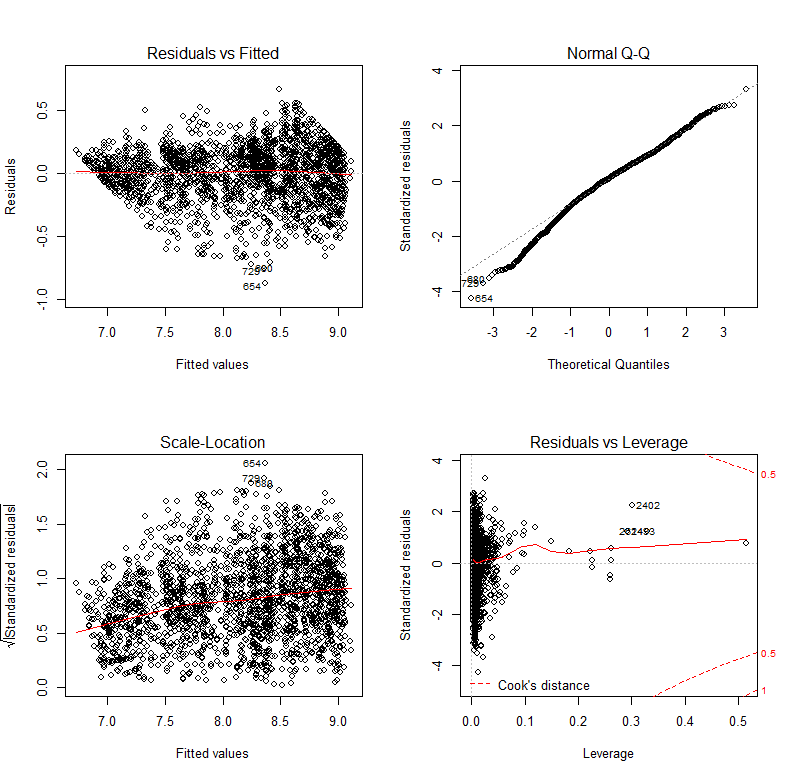 Residuals vs Fitted
Residuals
-1.0
-0.5
0.0
0.5
7.0 7.5 8.0 8.5 9.0
Fitted values
729
654
Normal Q-Q
Standardized residuals
-4
-2
0
2
4
-3 -2 -1 0 1 2 3
Theoretical Quantiles
729
654
Scale-Location
√|Standardized residuals|
0.0
0.5
1.0
1.5
2.0
7.0 7.5 8.0 8.5 9.0
Fitted values
654
729
Residuals vs Leverage
Standardized residuals
-4
-2
0
2
4
0.0 0.1 0.2 0.3 0.4 0.5
Leverage
2402
0.5
0.5
1
Cook's distance